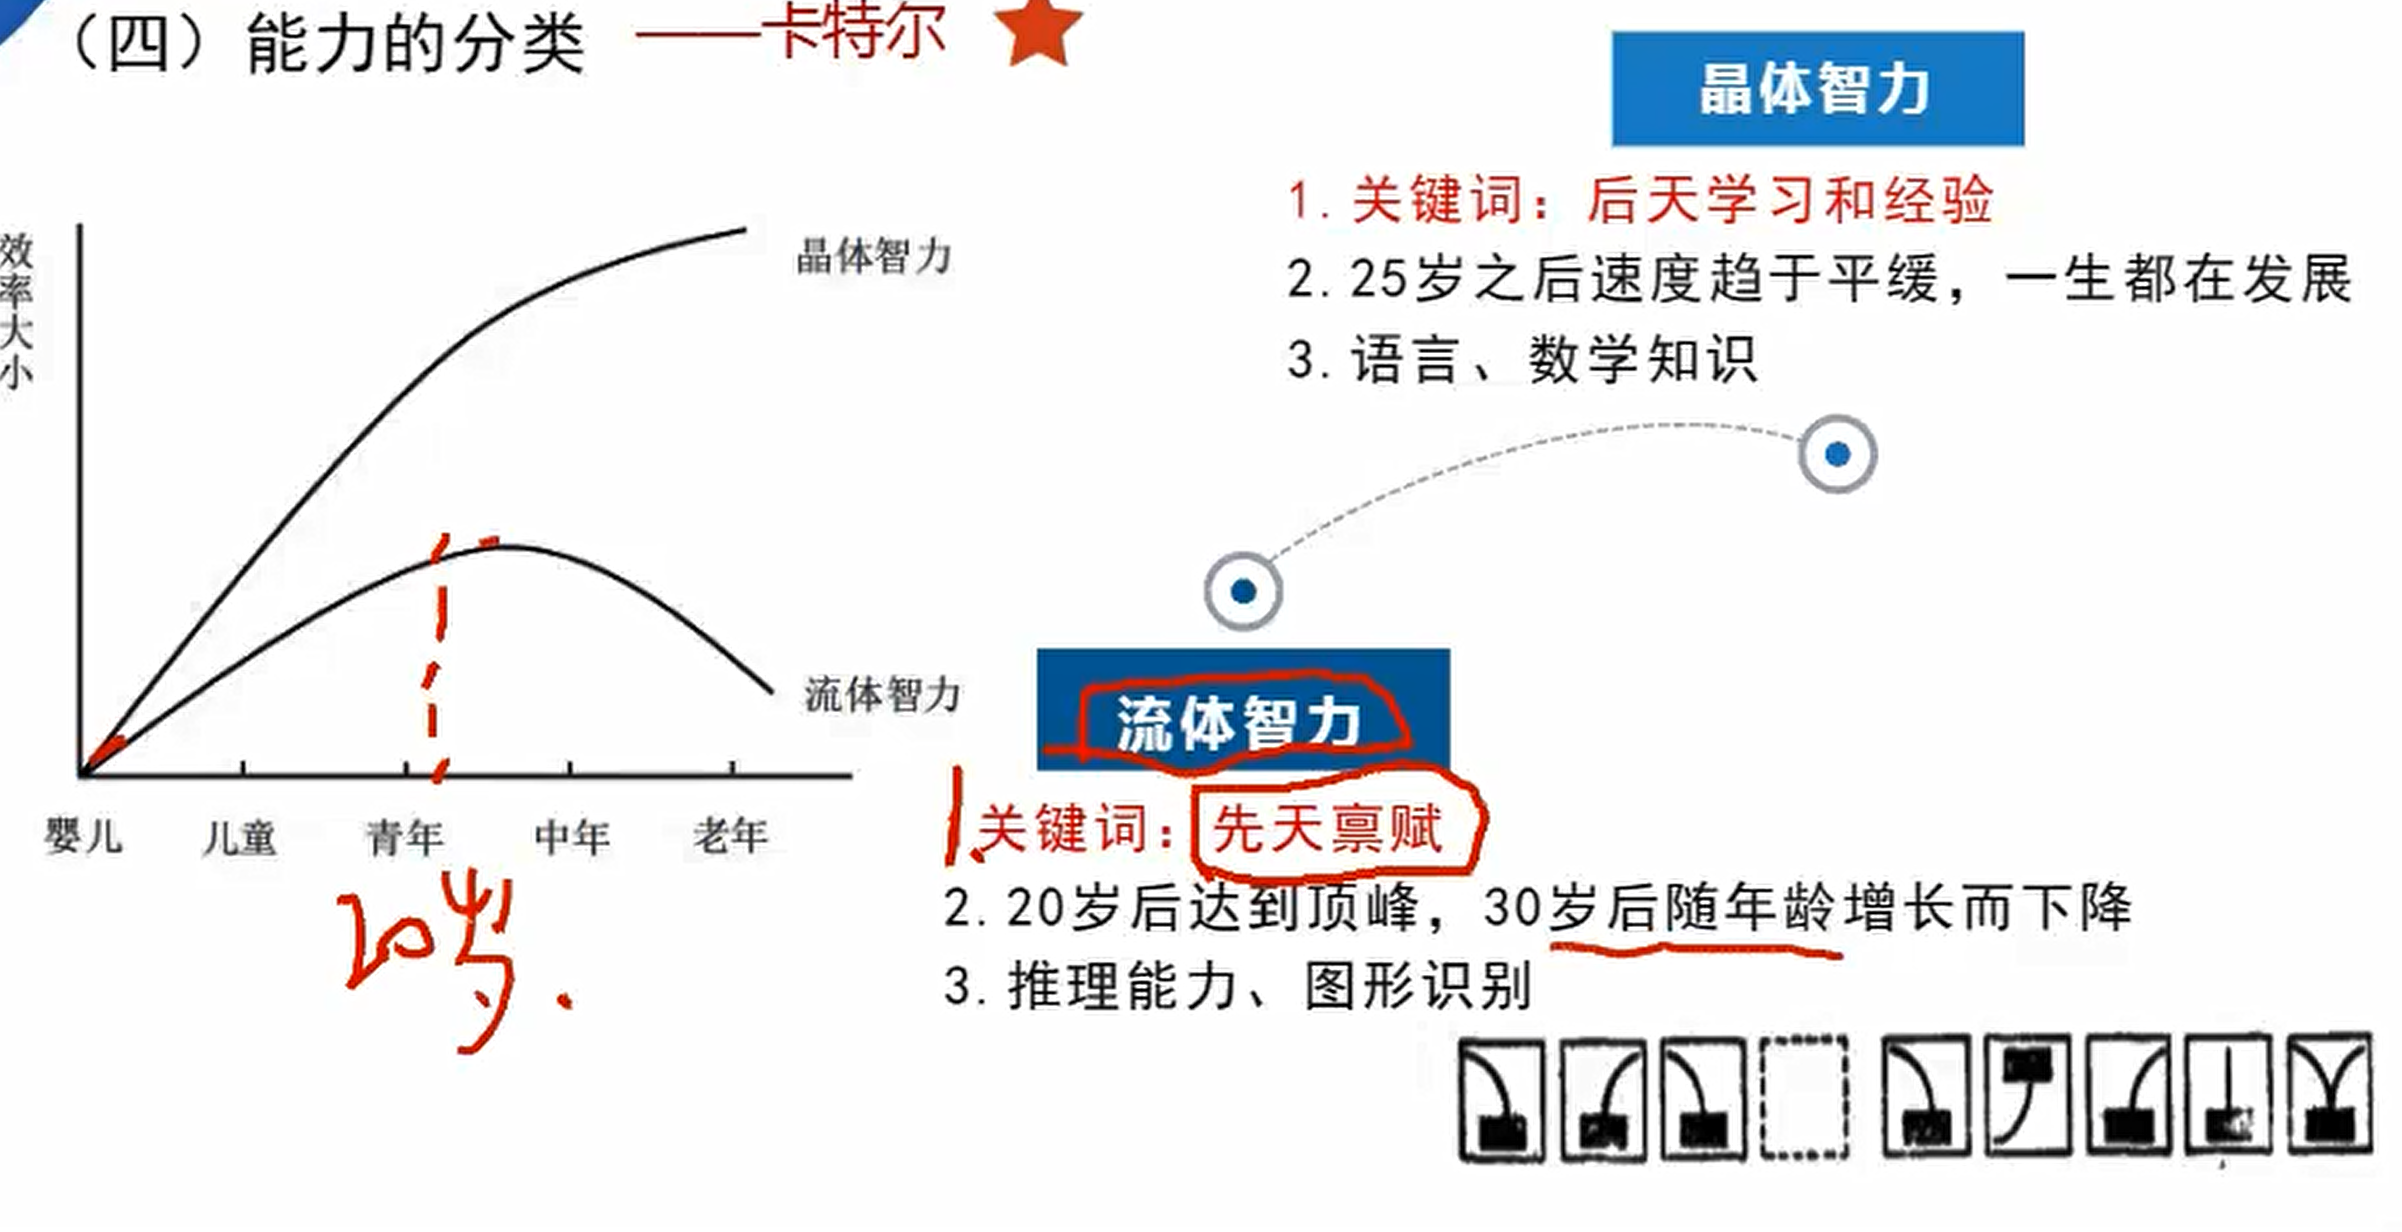 （四）能力的分类 ——卡特尔
晶体智力
1. 关键词：后天学习和经验
2. 25岁之后速度趋于平缓，一生都在发展
3. 语言、数学知识
效率大小
晶体智力
流体智力
婴儿 儿童 青年 中年 老年
20岁.
流体智力
1. 关键词：先天禀赋
2. 20岁后达到顶峰，30岁后随年龄增长而下降
3. 推理能力、图形识别